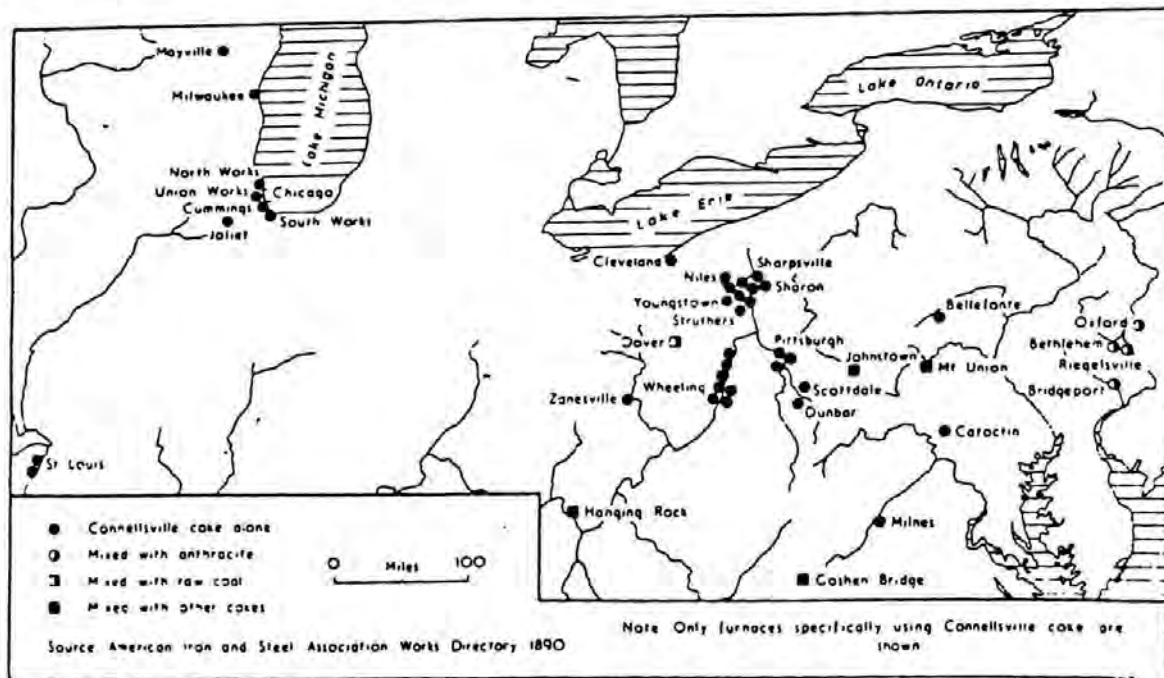 Mayville
Milwaukee
Lake Michigan
North Works
Union Works
Chicago
Cummings
South Works
Joliet
St Louis
Lake Ontario
Lake Erie
Cleveland
Sharpsville
Niles
Sharon
Youngstown
Struthers
Bellefonte
Oxford
Dover
Pittsburgh
Johnstown
Bethlehem
Mt Union
Riegelsville
Wheeling
Scottdale
Bridgeport
Zanesville
Dunbar
Catoctin
Hanging Rock
Milnes
Goshen Bridge
Connellsville coke alone
Mixed with anthracite
Mixed with raw coal
Mixed with other cokes
0 Miles 100
Source American Iron and Steel Association Works Directory 1890
Note Only furnaces specifically using Connellsville coke are
shown